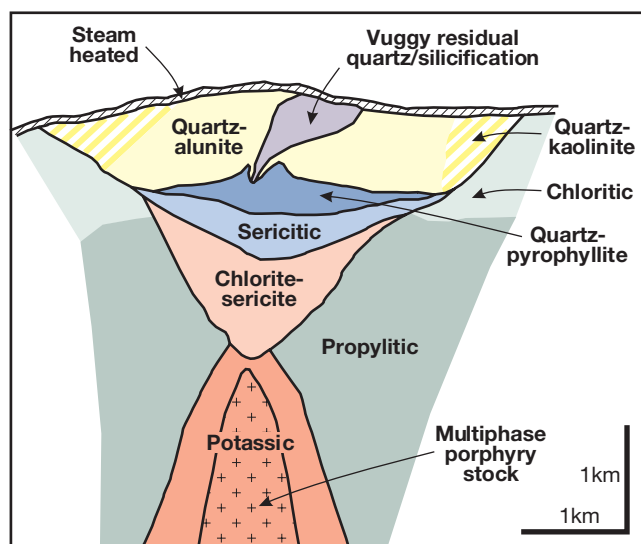 Steam
heated
Vuggy residual
quartz/silicification
Quartz-
alunite
Quartz-
kaolinite
Chloritic
Sericitic
Quartz-
pyrophyllite
Chlorite-
sericite
Propylitic
Potassic
Multiphase
porphyry
stock
1km
1km